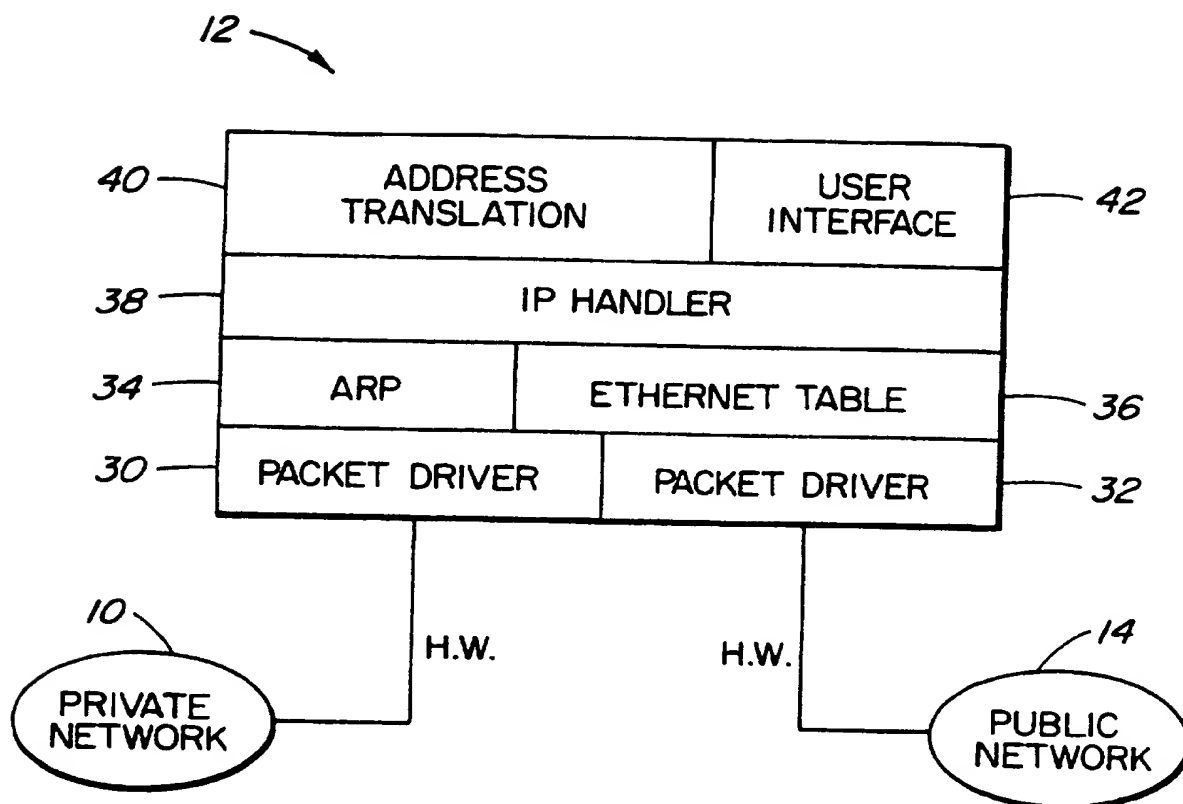 12
40
ADDRESS
TRANSLATION
USER
INTERFACE
42
38
IP HANDLER
34
ARP
ETHERNET TABLE
36
30
PACKET DRIVER
PACKET DRIVER
32
10
H.W.
H.W.
14
PRIVATE
NETWORK
PUBLIC
NETWORK